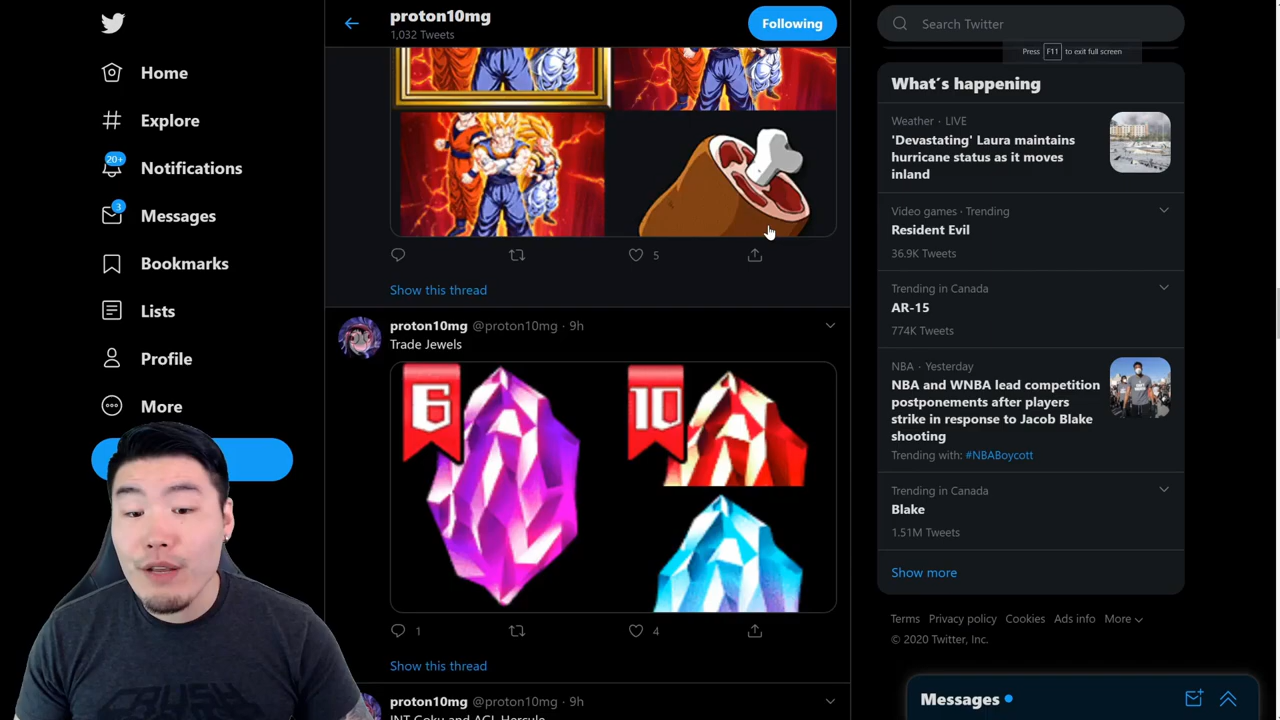 proton10mg
1,032 Tweets
Following
Search Twitter
Press F11 to exit full screen
Home
Explore
20+
Notifications
3
Messages
Bookmarks
Lists
Profile
More
5
Show this thread
proton10mg @proton10mg · 9h
Trade Jewels
6
10
1
4
Show this thread
proton10mg @proton10mg · 9h
INT Goku and AGL Hercule
What's happening
Weather · LIVE
'Devastating' Laura maintains
hurricane status as it moves
inland
Video games · Trending
Resident Evil
36.9K Tweets
Trending in Canada
AR-15
774K Tweets
NBA · Yesterday
NBA and WNBA lead competition
postponements after players
strike in response to Jacob Blake
shooting
Trending with: #NBABoycott
Trending in Canada
Blake
1.51M Tweets
Show more
Terms Privacy policy Cookies Ads info More
© 2020 Twitter, Inc.
Messages